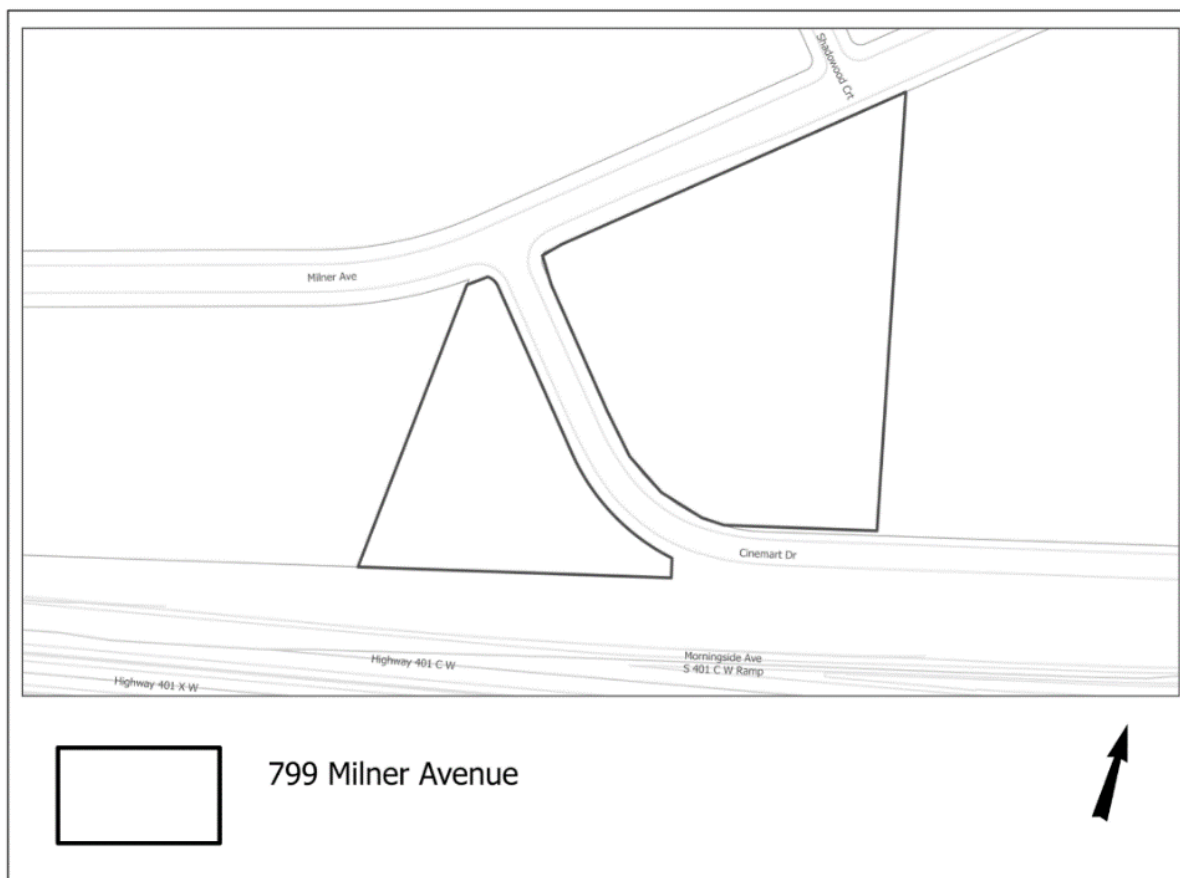 Shadowood Crt
Milner Ave
Cinemart Dr
Morningside Ave
S 401 C W Ramp
Highway 401 C W
Highway 401 X W
799 Milner Avenue